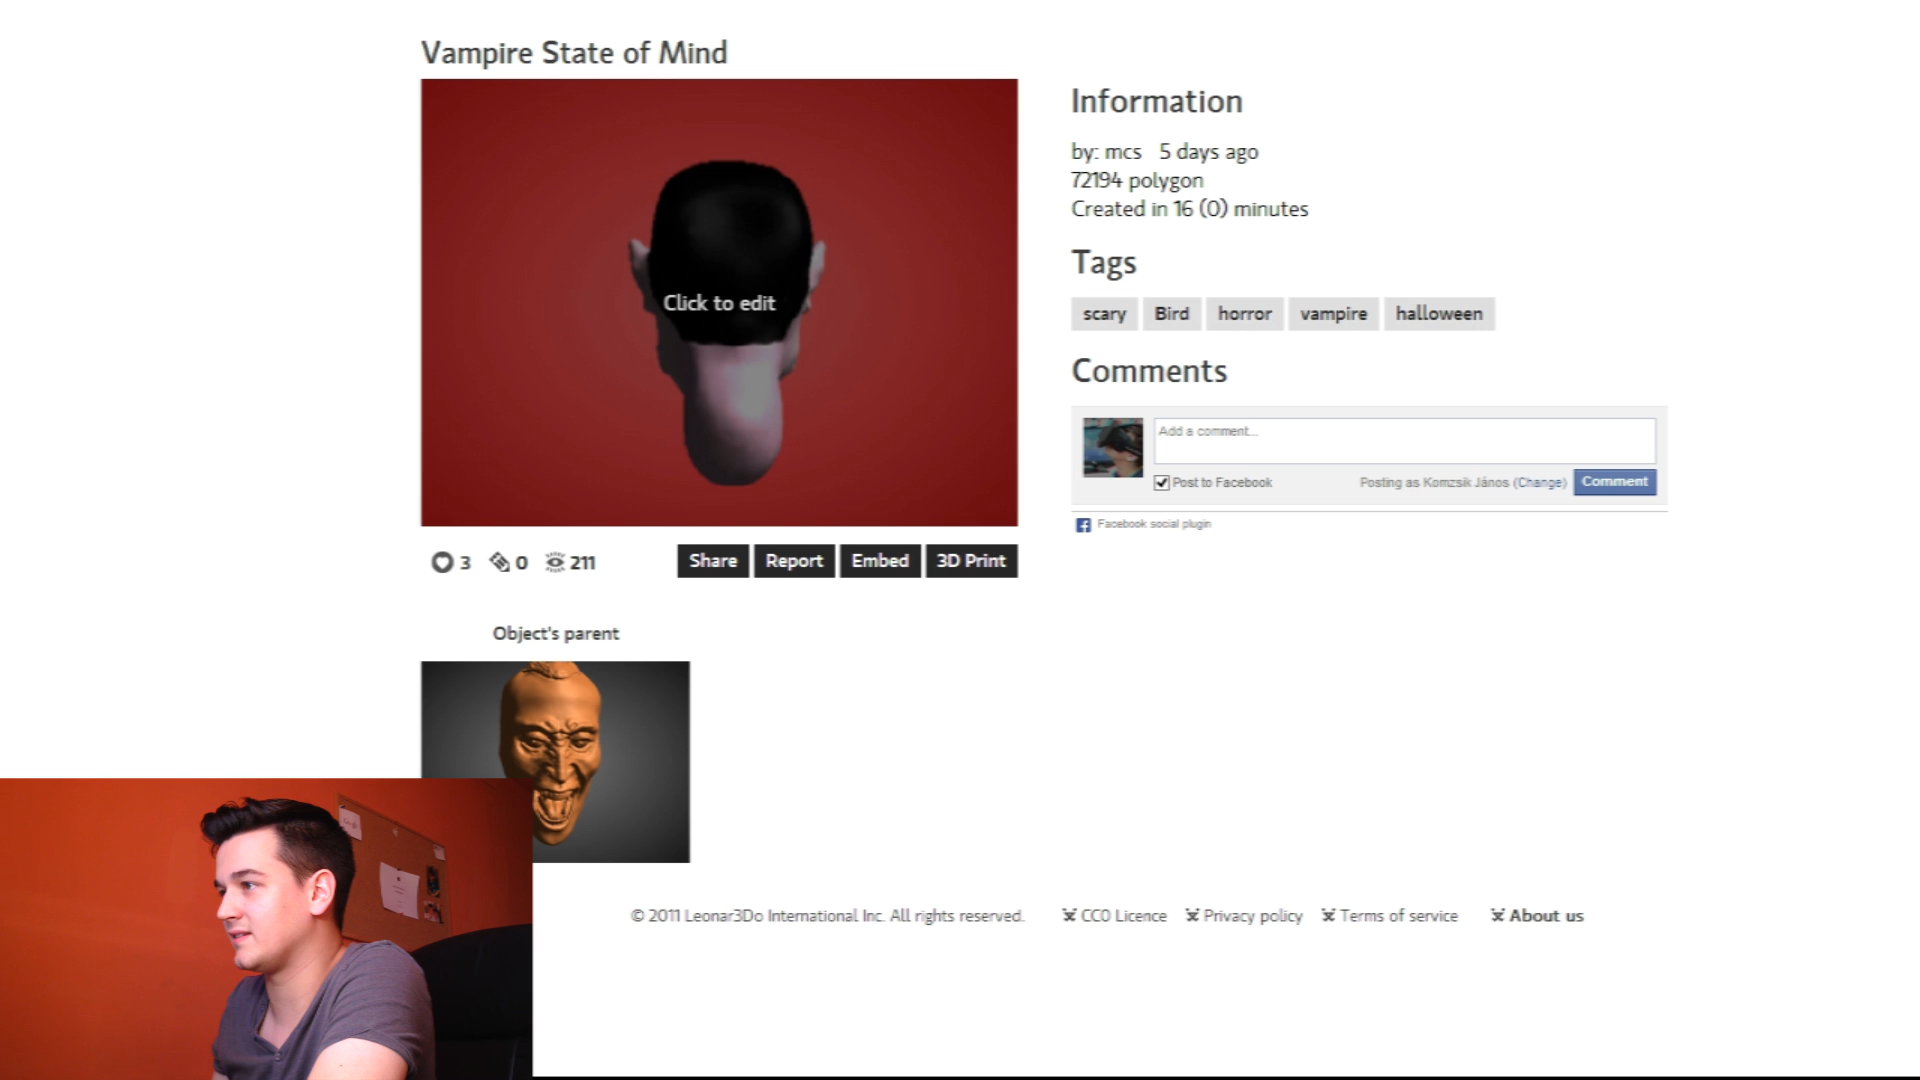 Vampire State of Mind
Click to edit
3 0 211
Share Report Embed 3D Print
Object's parent
Information
by: mcs 5 days ago
72194 polygon
Created in 16 (0) minutes
Tags
scary Bird horror vampire halloween
Comments
Add a comment...
Post to Facebook Posting as Komzsik János (Change) Comment
Facebook social plugin
© 2011 Leonar3Do International Inc. All rights reserved. CC0 Licence Privacy policy Terms of service About us